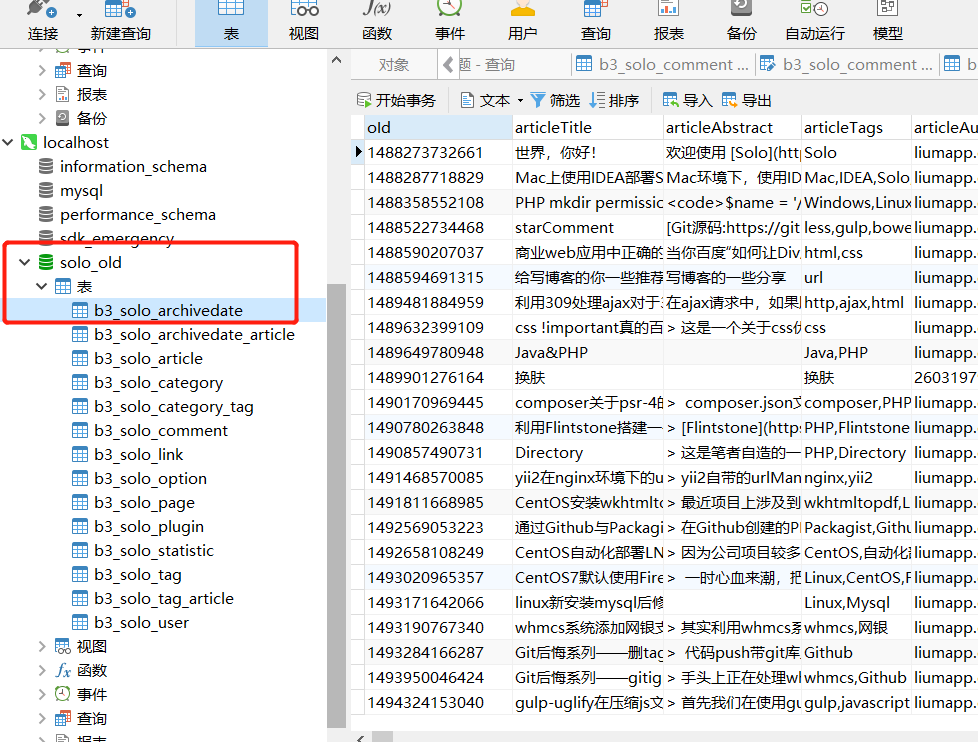 连接 新建查询 表 视图 函数 事件 用户 查询 报表 备份 自动运行 模型
事件
查询
报表
备份
localhost
information_schema
mysql
performance_schema
sdk_emergency
solo_old
表
b3_solo_archivedate
b3_solo_archivedate_article
b3_solo_article
b3_solo_category
b3_solo_category_tag
b3_solo_comment
b3_solo_link
b3_solo_option
b3_solo_page
b3_solo_plugin
b3_solo_statistic
b3_solo_tag
b3_solo_tag_article
b3_solo_user
视图
函数
事件
查询
报表
对象 题 - 查询 b3_solo_comment ... b3_solo_comment ... b
开始事务 文本 筛选 排序 导入 导出
oId articleTitle articleAbstract articleTags articleAu
1488273732661 世界，你好！ 欢迎使用 [Solo](http Solo liumapp.
1488287718829 Mac上使用IDEA部署S Mac环境下，使用ID Mac,IDEA,Solo liumapp.
1488358552108 PHP mkdir permissic <code>$name = '/ Windows,Linux liumapp.
1488522734468 starComment [Git源码:https://git less,gulp,bowe liumapp.
1488590207037 商业web应用中正确的 当你百度“如何让Div html,css liumapp.
1488594691315 给写博客的你一些推荐 写博客的一些分享 url liumapp.
1489481884959 利用309处理ajax对于3 在ajax请求中，如果 http,ajax,html liumapp.
1489632399109 css !important真的百 > 这是一个关于css css liumapp.
1489649780948 Java&PHP Java,PHP liumapp.
1489901276164 换肤 换肤 2603197
1490170969445 composer关于psr-4的 > composer.json文 composer,PHP liumapp.
1490780263848 利用Flintstone搭建一 > [Flintstone](http PHP,Flintstone liumapp.
1490857490731 Directory > 这是笔者自造的一 PHP,Directory liumapp.
1491468570085 yii2在nginx环境下的u > yii2自带的urlMan nginx,yii2 liumapp.
1491811668985 CentOS安装wkhtmltc > 最近项目上涉及到 wkhtmltopdf,L liumapp.
1492569053223 通过Github与Packagi > 在Github创建的P Packagist,Githu liumapp.
1492658108249 CentOS自动化部署LN > 因为公司项目较多 CentOS,自动化 liumapp.
1493020965357 CentOS7默认使用Fire > 一时心血来潮，把 Linux,CentOS,F liumapp.
1493171642066 linux新安装mysql后修 Linux,Mysql liumapp.
1493190767340 whmcs系统添加网银支 > 其实利用whmcs系 whmcs,网银 liumapp.
1493284166287 Git后悔系列——删tag > 代码push带git库 Github liumapp.
1493950046424 Git后悔系列——gitig > 手头上正在处理wl whmcs,Github liumapp.
1494324153040 gulp-uglify在压缩js文 > 首先我们在使用gu gulp,javascript liumapp.